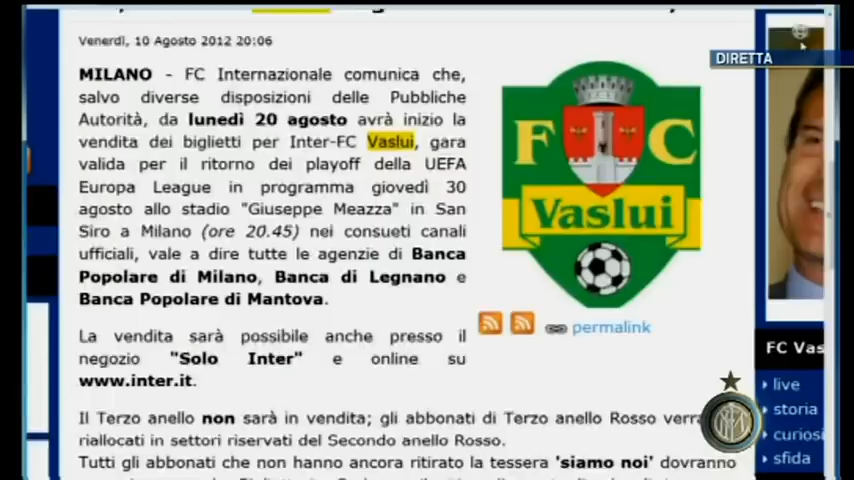 Venerdì, 10 Agosto 2012 20:06
DIRETTA
MILANO - FC Internazionale comunica che,
salvo diverse disposizioni delle Pubbliche
Autorità, da lunedì 20 agosto avrà inizio la
vendita dei biglietti per Inter-FC Vaslui, gara
valida per il ritorno dei playoff della UEFA
Europa League in programma giovedì 30
agosto allo stadio "Giuseppe Meazza" in San
Siro a Milano (ore 20.45) nei consueti canali
ufficiali, vale a dire tutte le agenzie di Banca
Popolare di Milano, Banca di Legnano e
Banca Popolare di Mantova.
FC
Vaslui
permalink
La vendita sarà possibile anche presso il
negozio "Solo Inter" e online su
www.inter.it.
Il Terzo anello non sarà in vendita; gli abbonati di Terzo anello Rosso verra
riallocati in settori riservati del Secondo anello Rosso.
Tutti gli abbonati che non hanno ancora ritirato la tessera 'siamo noi' dovranno
FC Vas
live
storia
curiosi
sfida